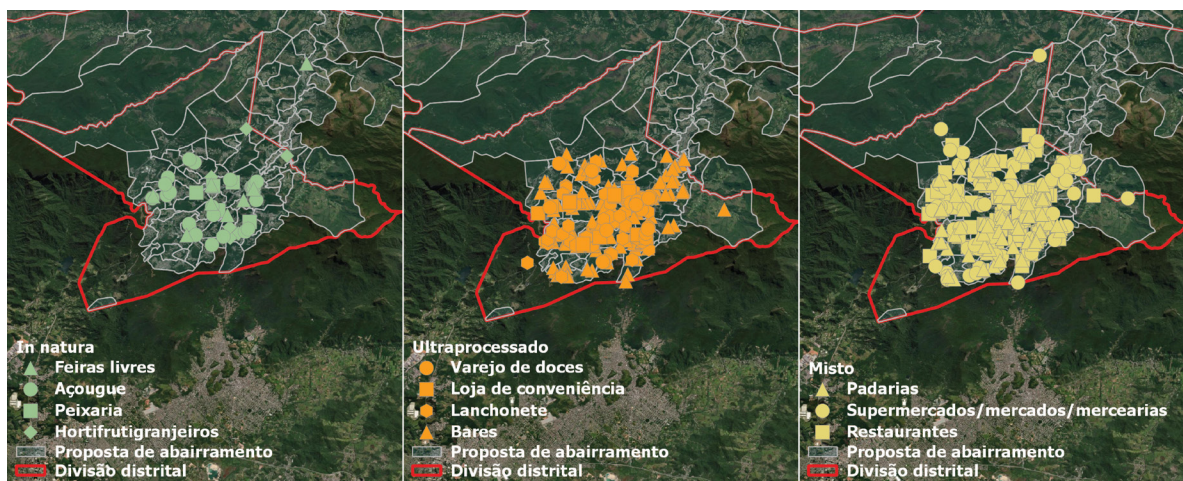 In natura
Feiras livres
Açougue
Peixaria
Hortifrutigranjeiros
Proposta de abairramento
Divisão distrital
Ultraprocessado
Varejo de doces
Loja de conveniência
Lanchonete
Bares
Proposta de abairramento
Divisão distrital
Misto
Padarias
Supermercados/mercados/mercearias
Restaurantes
Proposta de abairramento
Divisão distrital